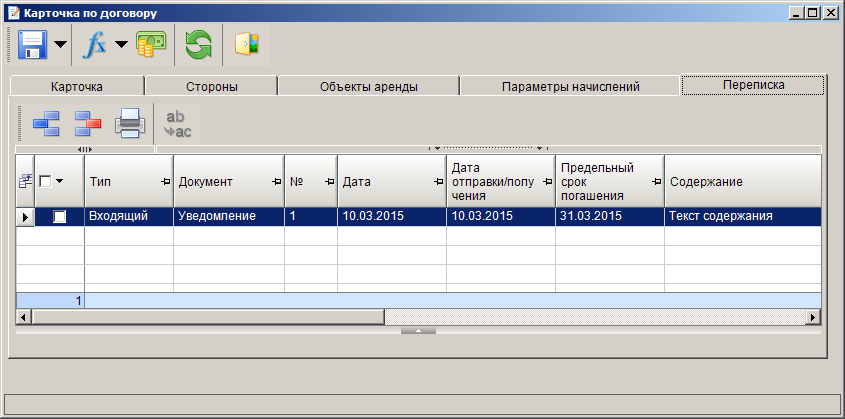 Карточка по договору
fx
Карточка Стороны Объекты аренды Параметры начислений Переписка
ab
ac
Тип Документ № Дата Дата отправки/полу чения Предельный срок погашения Содержание
Входящий Уведомление 1 10.03.2015 10.03.2015 31.03.2015 Текст содержания
1